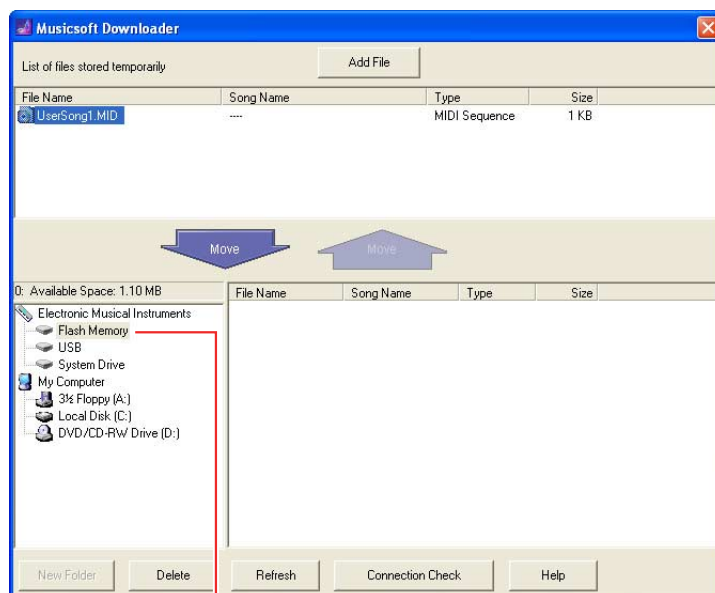 Musicsoft Downloader
List of files stored temporarily
Add File
File Name Song Name Type Size
UserSong1.MID ---- MIDI Sequence 1 KB
Move Move
0: Available Space: 1.10 MB
File Name Song Name Type Size
Electronic Musical Instruments
Flash Memory
USB
System Drive
My Computer
3½ Floppy (A:)
Local Disk (C:)
DVD/CD-RW Drive (D:)
New Folder Delete Refresh Connection Check Help